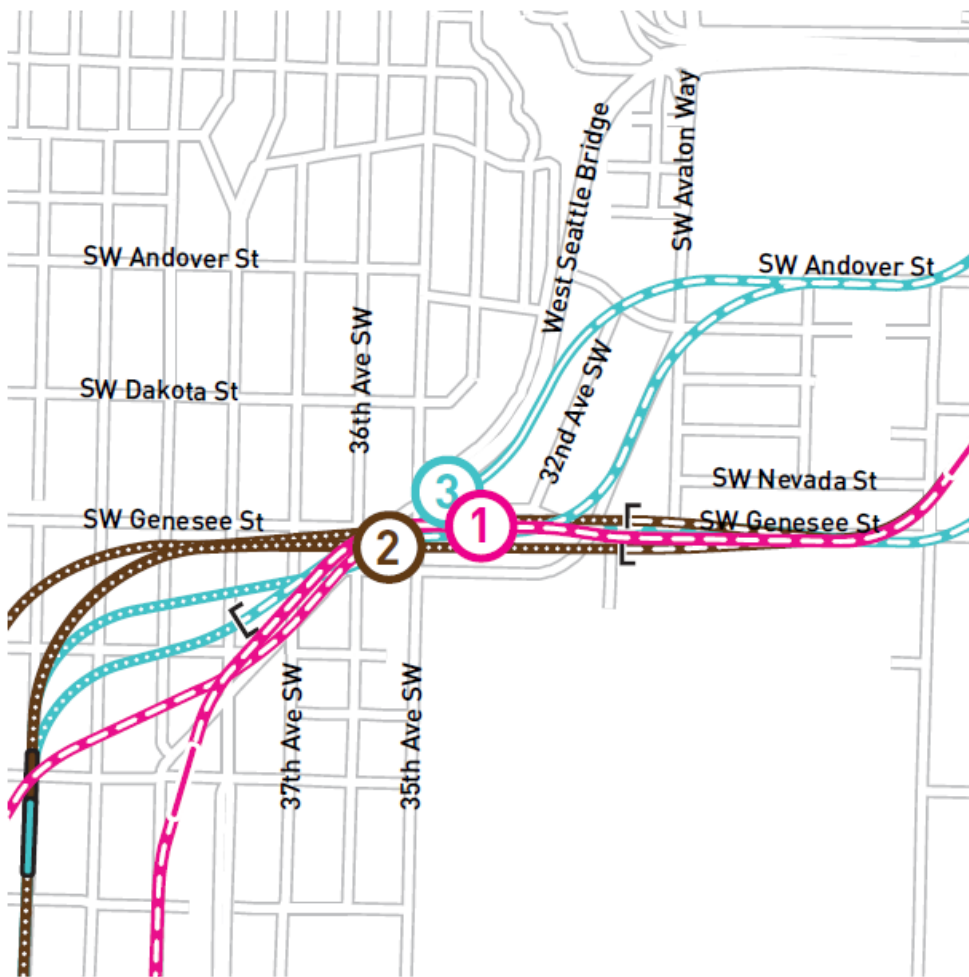 West Seattle Bridge
SW Avalon Way
SW Andover St
SW Andover St
36th Ave SW
32nd Ave SW
SW Dakota St
3
SW Nevada St
SW Genesee St
1
SW Genesee St
2
37th Ave SW
35th Ave SW